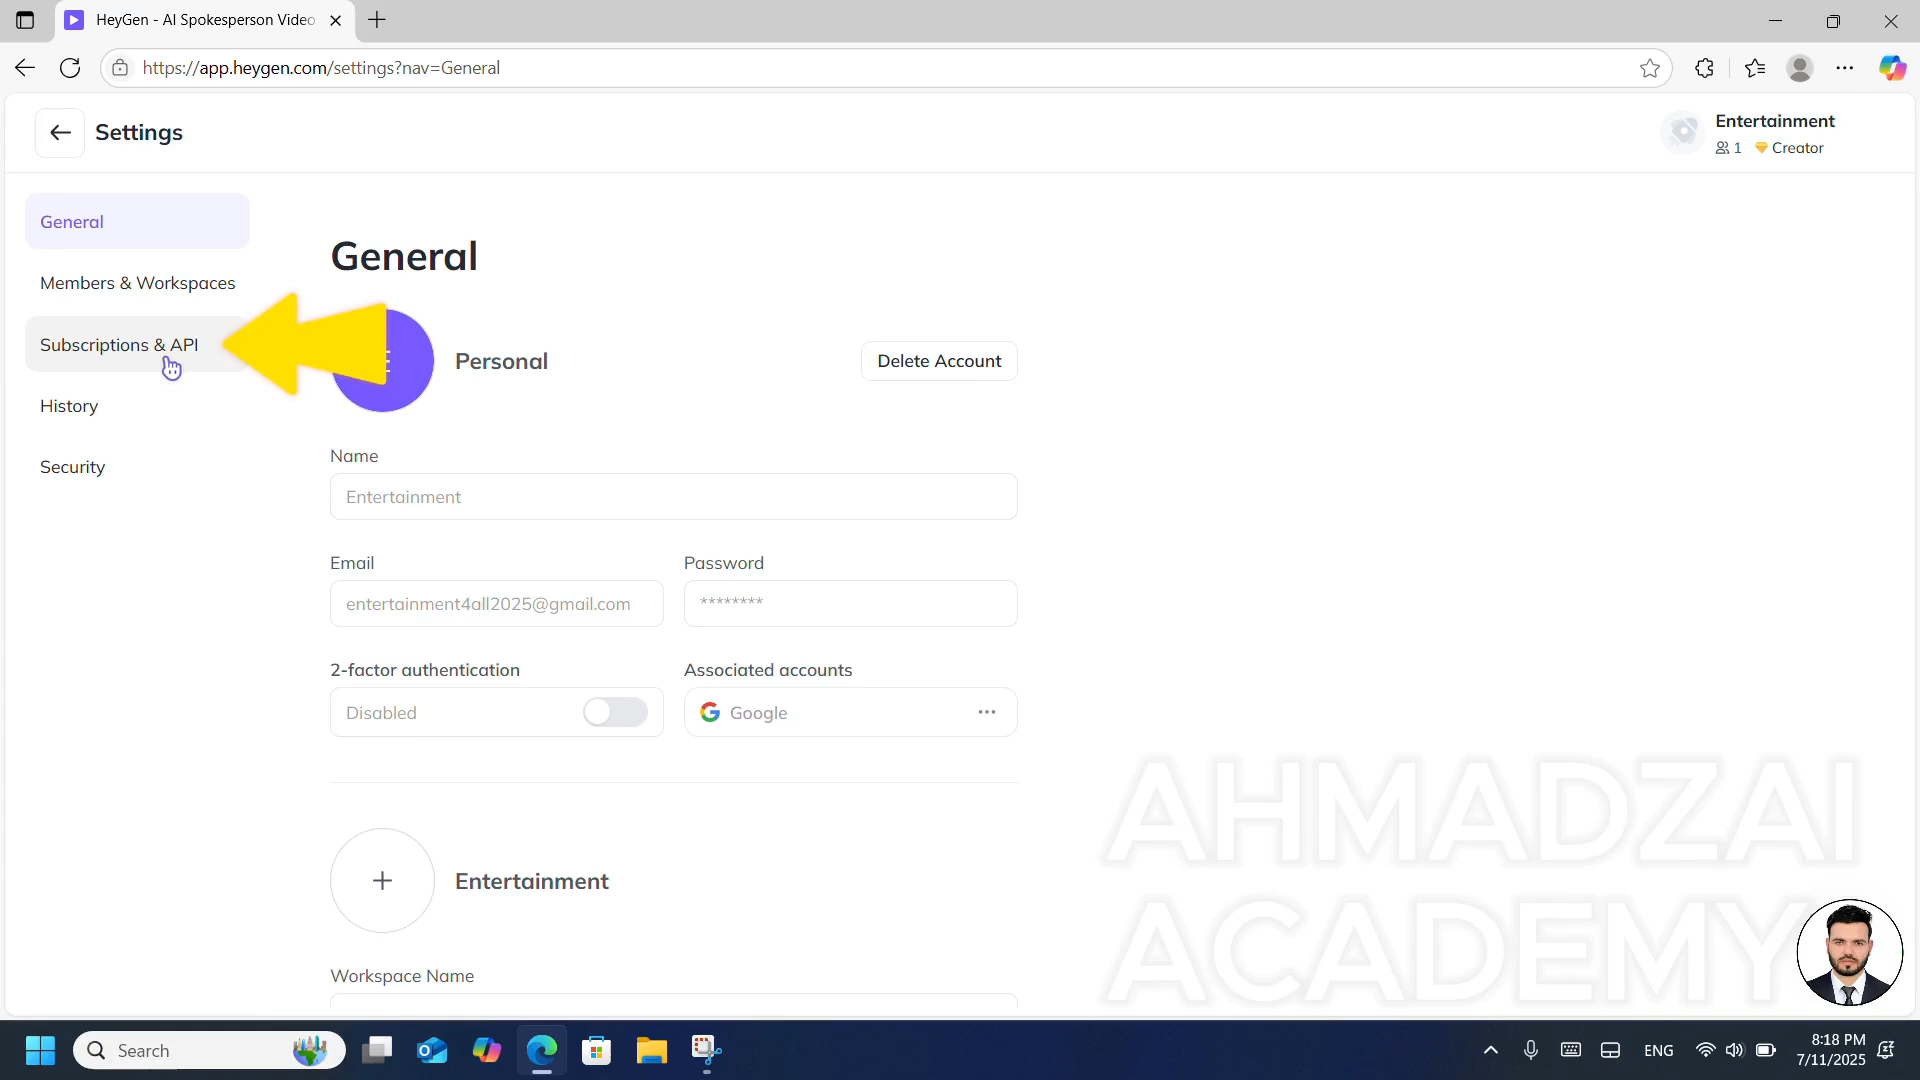 HeyGen - AI Spokesperson Video
https://app.heygen.com/settings?nav=General
Settings
Entertainment
1 Creator
General
Members & Workspaces
Subscriptions & API
History
Security
General
Personal
Delete Account
Name
Entertainment
Email
Password
entertainment4all2025@gmail.com
********
2-factor authentication
Associated accounts
Disabled
Google
Entertainment
Workspace Name
AHMADZAI
ACADEMY
Search
ENG
8:18 PM
7/11/2025